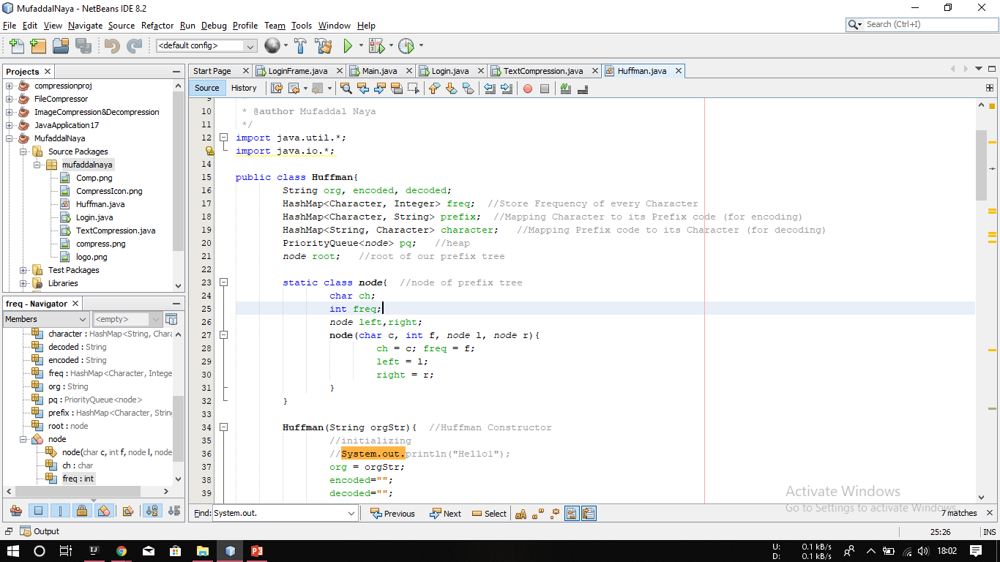 MufaddalNaya - NetBeans IDE 8.2
File Edit View Navigate Source Refactor Run Debug Profile Team Tools Window Help
Search (Ctrl+I)
<default config>
Projects
compressionproj
FileCompressor
ImageCompression&Decompression
JavaApplication17
MufaddalNaya
Source Packages
mufaddalnaya
Comp.png
CompressIcon.png
Huffman.java
Login.java
TextCompression.java
compress.png
logo.png
Test Packages
Libraries
freq - Navigator
Members
<empty>
character : HashMap<String, Chara
decoded : String
encoded : String
freq : HashMap<Character, Intege
org : String
pq : PriorityQueue<node>
prefix : HashMap<Character, Strin
root : node
node
node(char c, int f, node l, node
ch : char
freq : int
Start Page LoginFrame.java Main.java Login.java TextCompression.java Huffman.java
Source History
9
10 * @author Mufaddal Naya
11 */
12 import java.util.*;
import java.io.*;
14
15 public class Huffman{
16 String org, encoded, decoded;
17 HashMap<Character, Integer> freq; //Store Frequency of every Character
18 HashMap<Character, String> prefix; //Mapping Character to its Prefix code (for encoding)
19 HashMap<String, Character> character; //Mapping Prefix code to its Character (for decoding)
20 PriorityQueue<node> pq; //heap
21 node root; //root of our prefix tree
22
23 static class node{ //node of prefix tree
24 char ch;
25 int freq;
26 node left,right;
27 node(char c, int f, node l, node r){
28 ch = c; freq = f;
29 left = l;
30 right = r;
31 }
32 }
33
34 Huffman(String orgStr){ //Huffman Constructor
35 //initializing
36 //System.out.println("Hello1");
37 org = orgStr;
38 encoded="";
39 decoded="";
Activate Windows
Go to Settings to activate Windows.
Find: System.out. Previous Next Select 7 matches
Output
25:26 INS
U: 0.1 kB/s
D: 0.1 kB/s
18:02